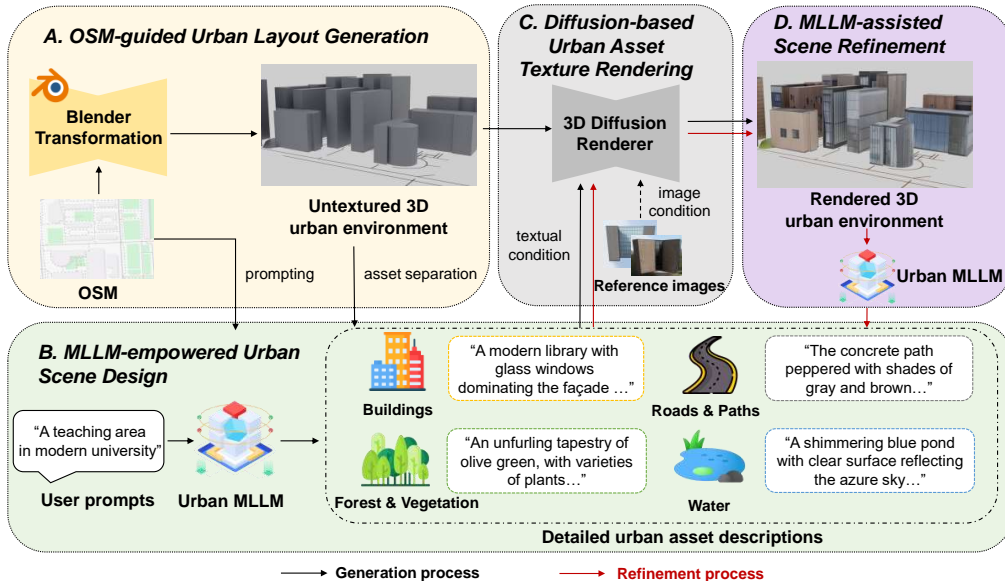 A. OSM-guided Urban Layout Generation
Blender
Transformation
OSM
Untextured 3D
urban environment
prompting
asset separation
C. Diffusion-based
Urban Asset
Texture Rendering
3D Diffusion
Renderer
textual
condition
image
condition
Reference images
D. MLLM-assisted
Scene Refinement
Rendered 3D
urban environment
Urban MLLM
B. MLLM-empowered Urban
Scene Design
“A teaching area
in modern university”
User prompts
Urban MLLM
Buildings
“A modern library with
glass windows
dominating the façade …”
Roads & Paths
“The concrete path
peppered with shades of
gray and brown…”
Forest & Vegetation
“An unfurling tapestry of
olive green, with varieties
of plants…”
Water
“A shimmering blue pond
with clear surface reflecting
the azure sky…”
Detailed urban asset descriptions
Generation process
Refinement process